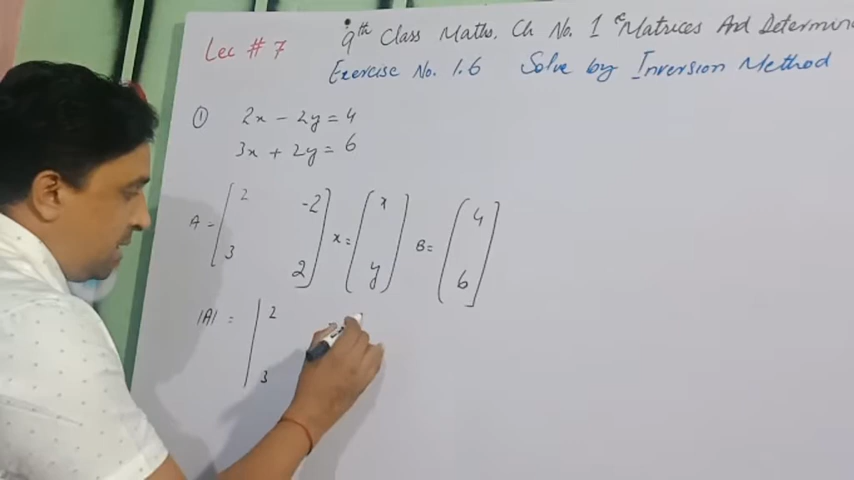 Lec # 7 9th Class Maths. Ch No. 1 Matrices And Determin
Exercise No. 1.6 Solve by Inversion Method
① 2x - 2y = 4
3x + 2y = 6
A = [ 2 -2 ] x = [ x ] B = [ 4 ]
3 2 y 6
|A| = | 2
3